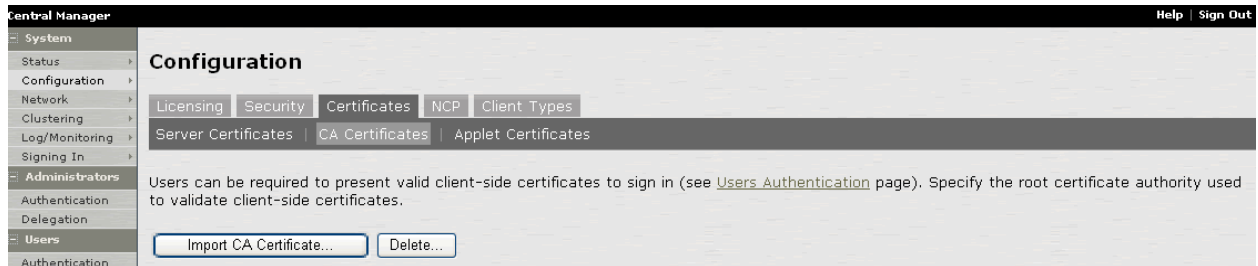 Central Manager
Help | Sign Out
System
Status
Configuration
Network
Clustering
Log/Monitoring
Signing In
Administrators
Authentication
Delegation
Users
Authentication
Configuration
Licensing Security Certificates NCP Client Types
Server Certificates | CA Certificates | Applet Certificates
Users can be required to present valid client-side certificates to sign in (see Users Authentication page). Specify the root certificate authority used
to validate client-side certificates.
Import CA Certificate... Delete...